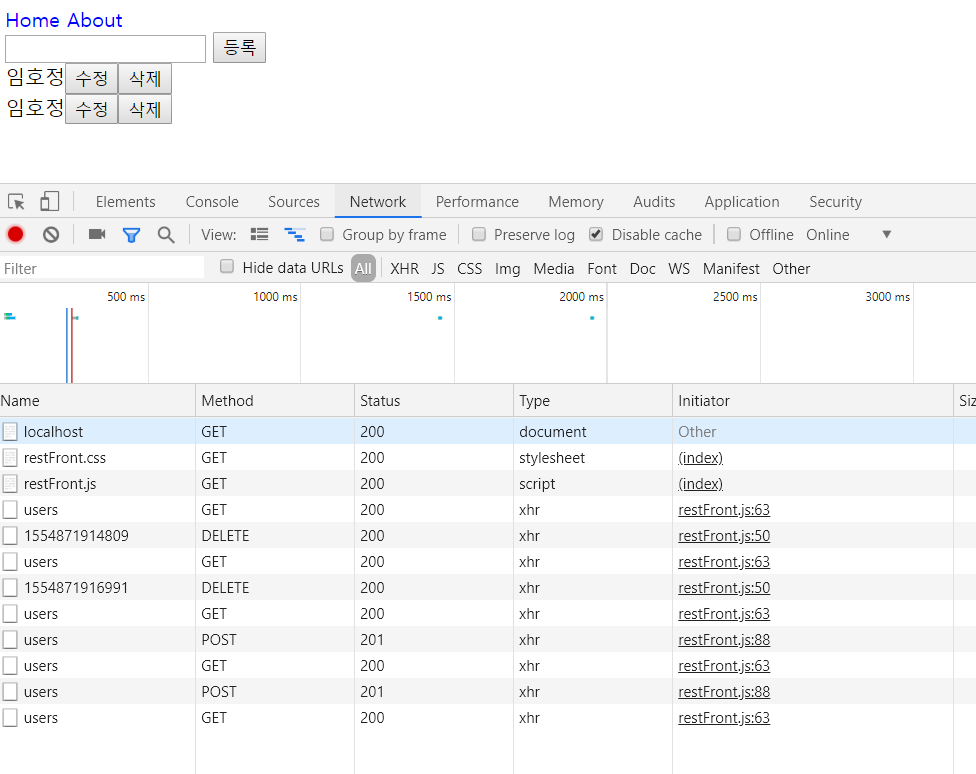 Home About
등록
임호정 수정 삭제
임호정 수정 삭제
Elements Console Sources Network Performance Memory Audits Application Security
View: Group by frame Preserve log Disable cache Offline Online ▼
Filter Hide data URLs All XHR JS CSS Img Media Font Doc WS Manifest Other
500 ms 1000 ms 1500 ms 2000 ms 2500 ms 3000 ms
Name Method Status Type Initiator Siz
localhost GET 200 document Other
restFront.css GET 200 stylesheet (index)
restFront.js GET 200 script (index)
users GET 200 xhr restFront.js:63
1554871914809 DELETE 200 xhr restFront.js:50
users GET 200 xhr restFront.js:63
1554871916991 DELETE 200 xhr restFront.js:50
users GET 200 xhr restFront.js:63
users POST 201 xhr restFront.js:88
users GET 200 xhr restFront.js:63
users POST 201 xhr restFront.js:88
users GET 200 xhr restFront.js:63